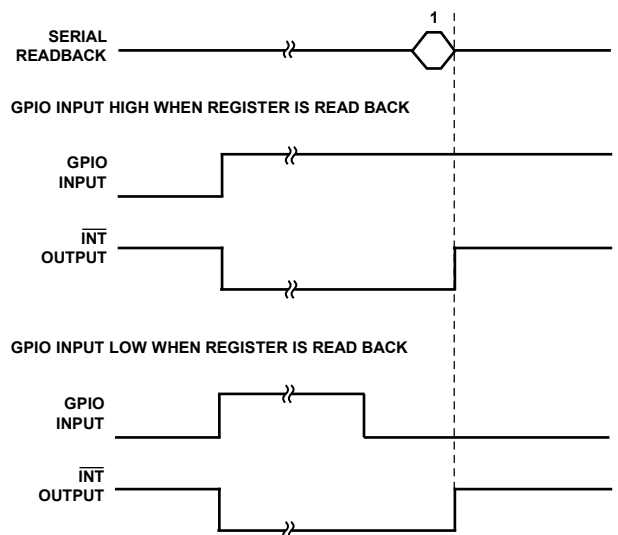 1
SERIAL
READBACK
GPIO INPUT HIGH WHEN REGISTER IS READ BACK
GPIO
INPUT
INT
OUTPUT
GPIO INPUT LOW WHEN REGISTER IS READ BACK
GPIO
INPUT
INT
OUTPUT